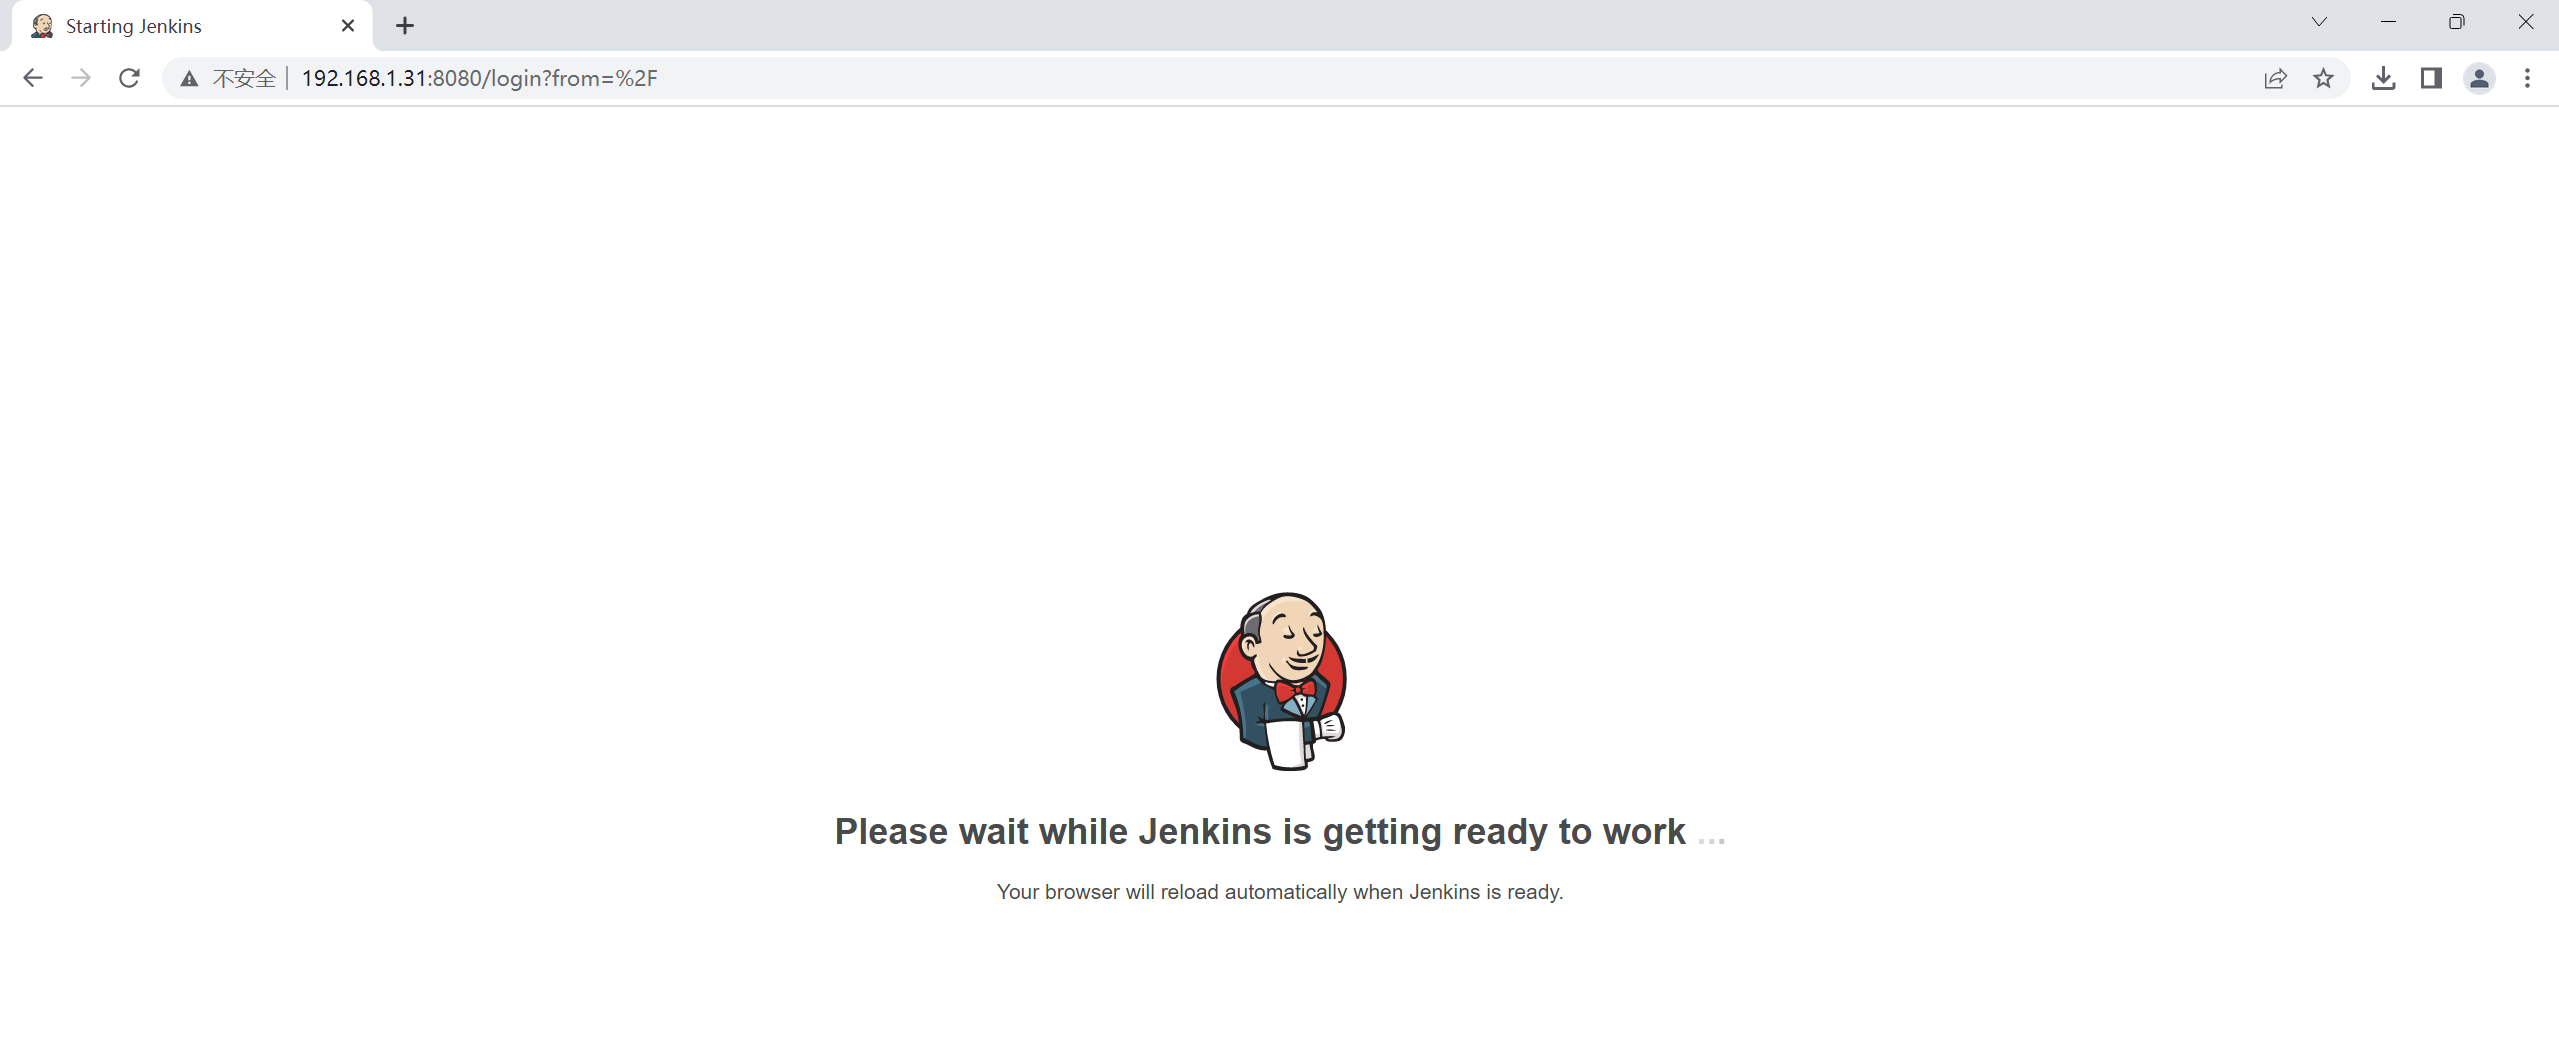 Starting Jenkins
不安全 | 192.168.1.31:8080/login?from=%2F
Please wait while Jenkins is getting ready to work ...
Your browser will reload automatically when Jenkins is ready.